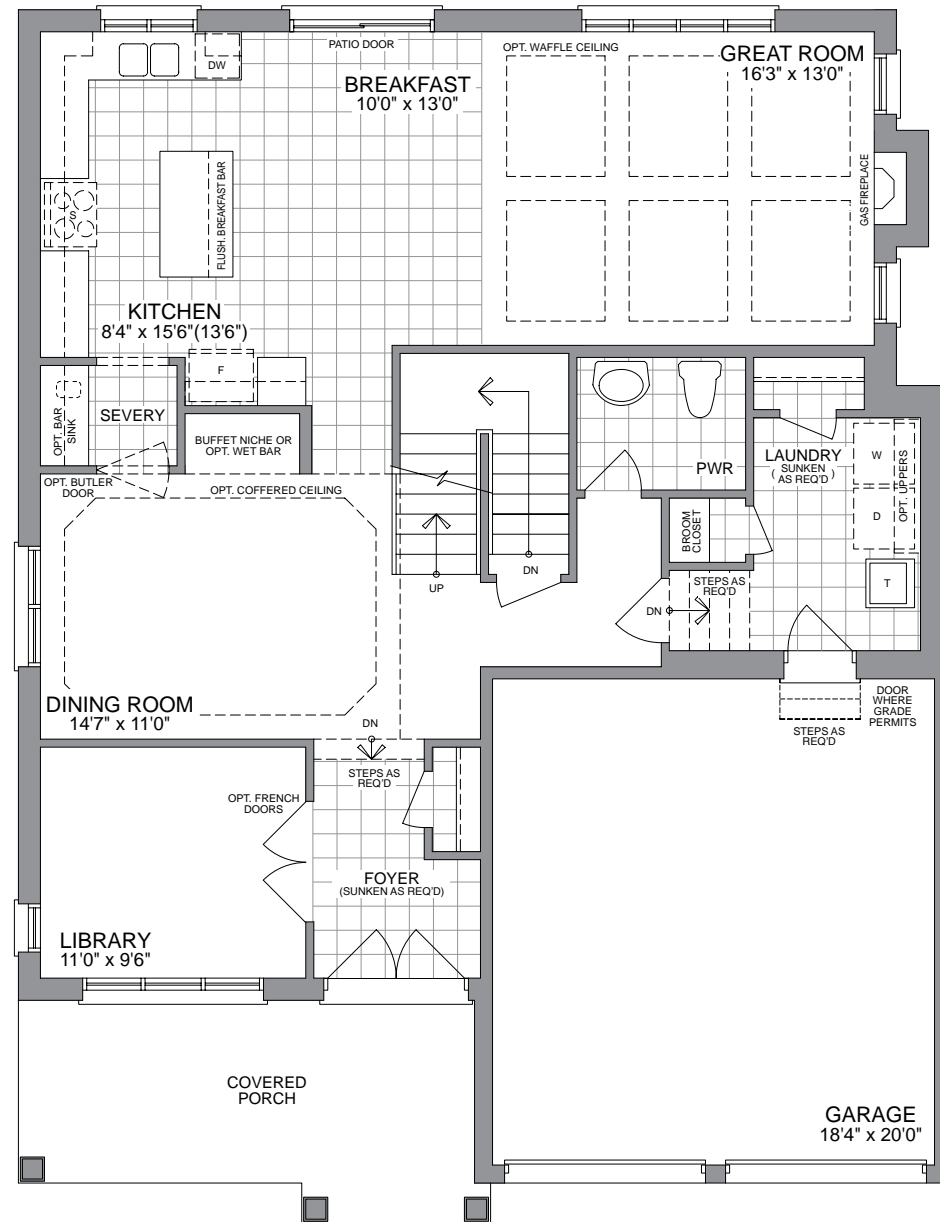 PATIO DOOR
OPT. WAFFLE CEILING
GREAT ROOM
16'3" x 13'0"
DW
BREAKFAST
10'0" x 13'0"
FLUSH. BREAKFAST BAR
S
GAS FIREPLACE
KITCHEN
8'4" x 15'6"(13'6")
F
OPT. BAR
SINK
SEVERY
BUFFET NICHE OR
OPT. WET BAR
OPT. BUTLER
DOOR
OPT. COFFERED CEILING
PWR
LAUNDRY
( SUNKEN )
AS REQ'D
W
D
OPT. UPPERS
T
BROOM
CLOSET
UP
DN
STEPS AS
REQ'D
DN
DINING ROOM
14'7" x 11'0"
DN
STEPS AS
REQ'D
DOOR
WHERE
GRADE
PERMITS
STEPS AS
REQ'D
OPT. FRENCH
DOORS
FOYER
(SUNKEN AS REQ'D)
LIBRARY
11'0" x 9'6"
COVERED
PORCH
GARAGE
18'4" x 20'0"